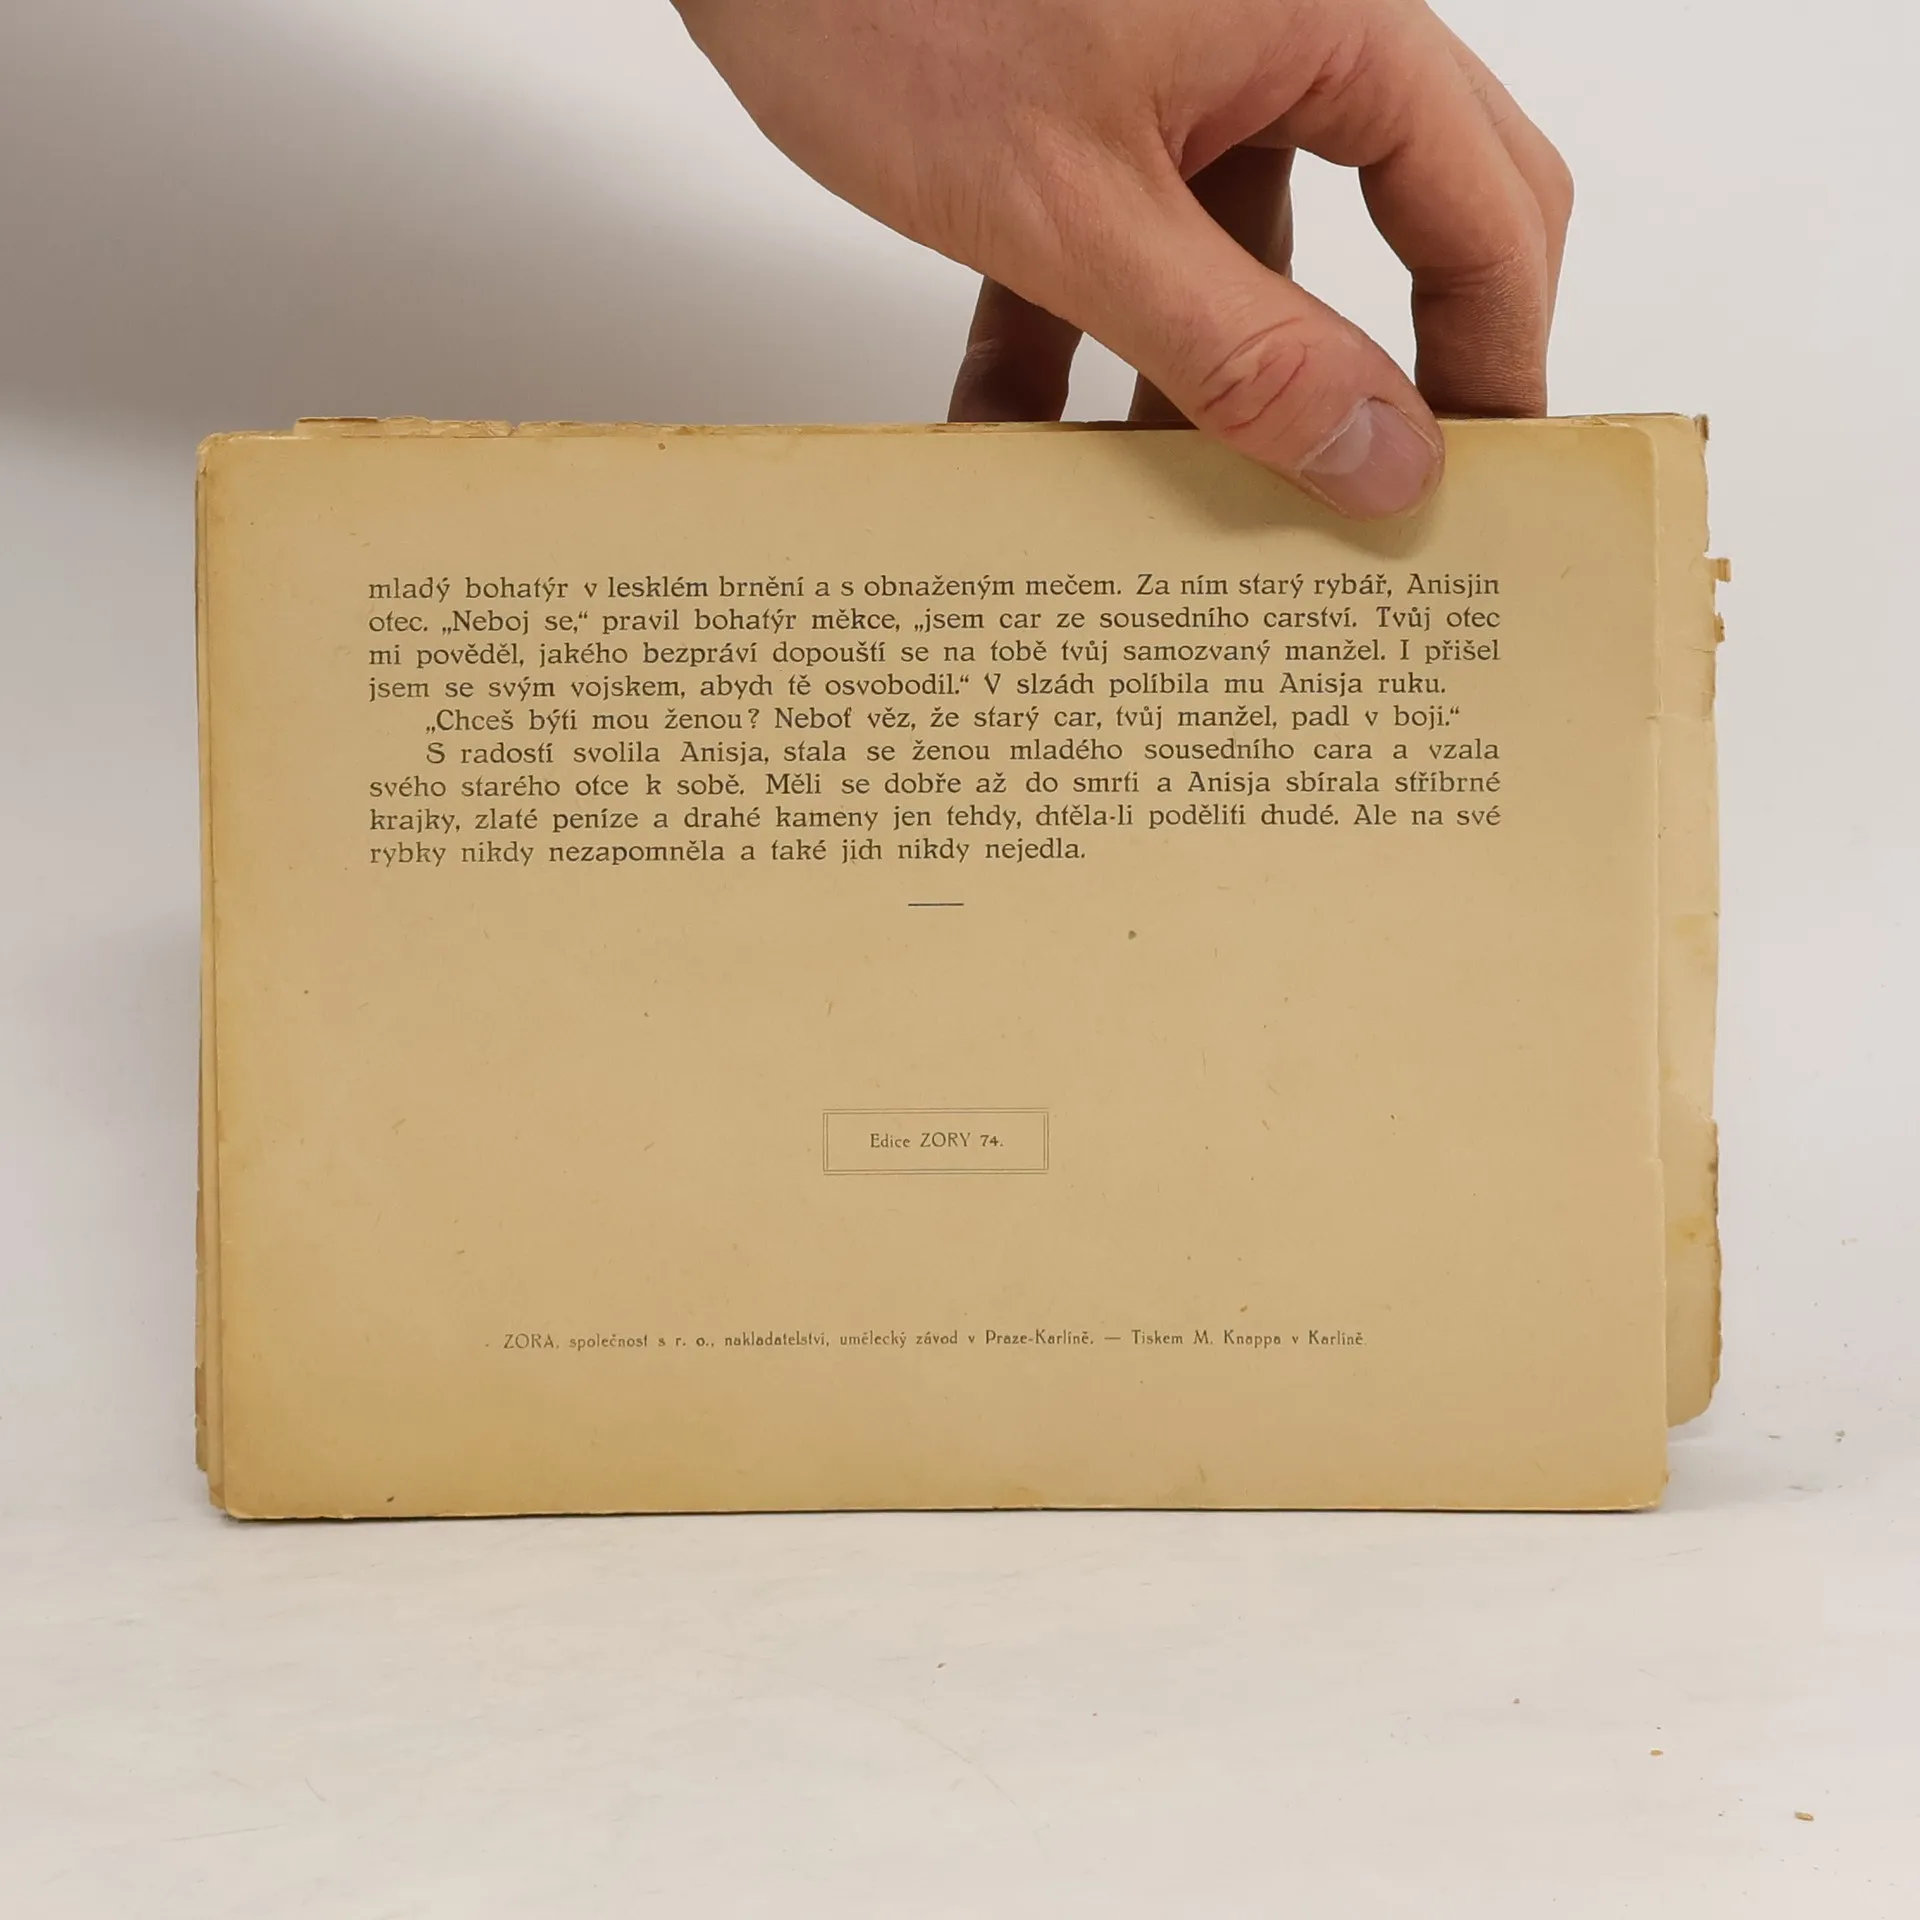 mladý bohatýr v lesklém brnění a s obnaženým mečem. Za ním starý rybář, Anisjin
otec. „Neboj se,“ pravil bohatýr měkce, „jsem car ze sousedního carství. Tvůj otec
mi pověděl, jakého bezpráví dopouští se na tobě tvůj samozvaný manžel. I přišel
jsem se svým vojskem, abych tě osvobodil.“ V slzách políbila mu Anisja ruku.
„Chceš býti mou ženou? Neboť věz, že starý car, tvůj manžel, padl v boji.“
S radostí svolila Anisja, stala se ženou mladého sousedního cara a vzala
svého starého otce k sobě. Měli se dobře až do smrti a Anisja sbírala stříbrné
krajky, zlaté peníze a drahé kameny jen tehdy, chtěla-li poděliti chudé. Ale na své
rybky nikdy nezapomněla a také jich nikdy nejedla.
Edice ZORY 74.
ZORA, společnost s r. o., nakladatelství, umělecký závod v Praze-Karlíně. — Tiskem M. Knappa v Karlíně.